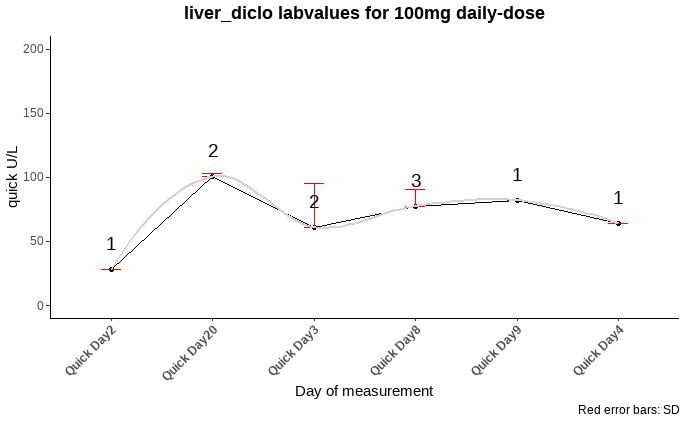 liver_diclo labvalues for 100mg daily-dose
quick U/L
200
150
100
50
0
1
2
2
3
1
1
Quick Day2
Quick Day20
Quick Day3
Quick Day8
Quick Day9
Quick Day4
Day of measurement
Red error bars: SD